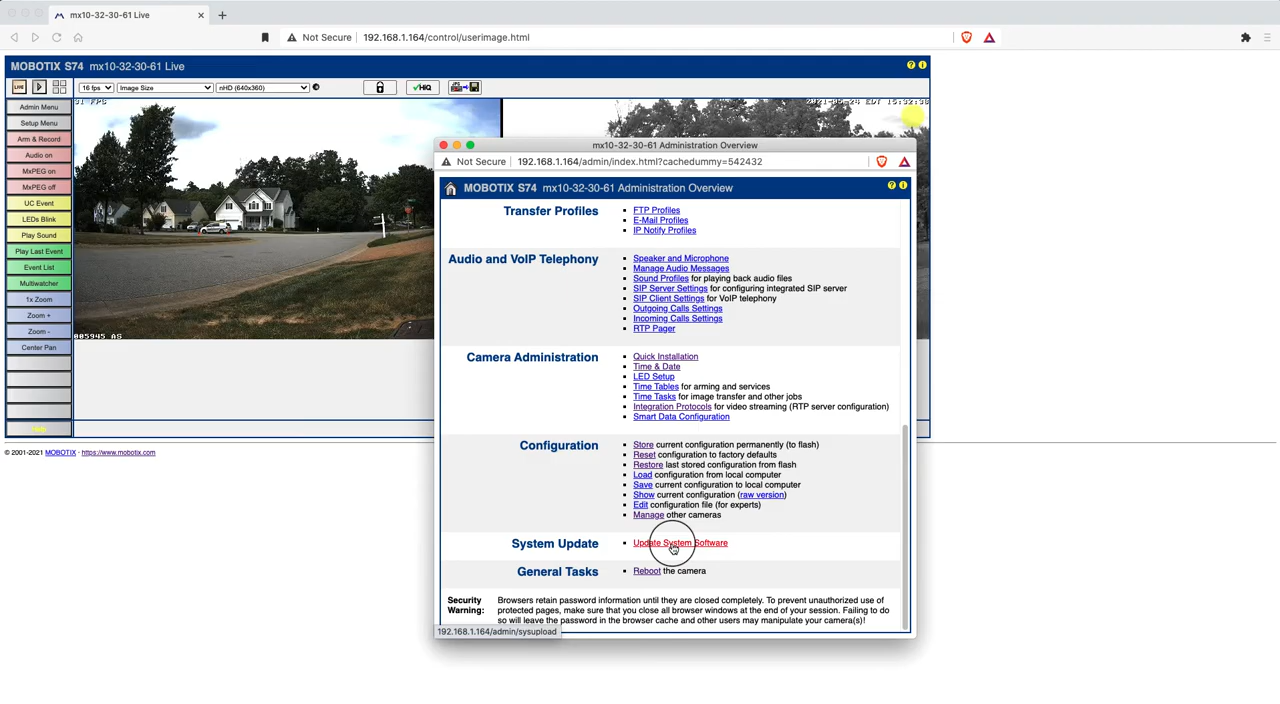 mx10-32-30-61 Live
Not Secure 192.168.1.164/control/userimage.html
MOBOTIX S74 mx10-32-30-61 Live
LIVE 16 fps Image Size nHD (640x360) HiQ
Admin Menu
Setup Menu
Arm & Record
Audio on
MxPEG on
MxPEG off
UC Event
LEDs Blink
Play Sound
Play Last Event
Event List
Multiwatcher
1x Zoom
Zoom +
Zoom -
Center Pan
Help
31 FPS
2021-05-24 EDT 15:32:38
005945 AS
© 2001-2021 MOBOTIX · https://www.mobotix.com
mx10-32-30-61 Administration Overview
Not Secure 192.168.1.164/admin/index.html?cachedummy=542432
MOBOTIX S74 mx10-32-30-61 Administration Overview
Transfer Profiles
FTP Profiles
E-Mail Profiles
IP Notify Profiles
Audio and VoIP Telephony
Speaker and Microphone
Manage Audio Messages
Sound Profiles for playing back audio files
SIP Server Settings for configuring integrated SIP server
SIP Client Settings for VoIP telephony
Outgoing Calls Settings
Incoming Calls Settings
RTP Pager
Camera Administration
Quick Installation
Time & Date
LED Setup
Time Tables for arming and services
Time Tasks for image transfer and other jobs
Integration Protocols for video streaming (RTP server configuration)
Smart Data Configuration
Configuration
Store current configuration permanently (to flash)
Reset configuration to factory defaults
Restore last stored configuration from flash
Load configuration from local computer
Save current configuration to local computer
Show current configuration (raw version)
Edit configuration file (for experts)
Manage other cameras
System Update
Update System Software
General Tasks
Reboot the camera
Security Warning:
Browsers retain password information until they are closed completely. To prevent unauthorized use of
protected pages, make sure that you close all browser windows at the end of your session. Failing to do
so will leave the password in the browser cache and other users may manipulate your camera(s)!
192.168.1.164/admin/sysupload